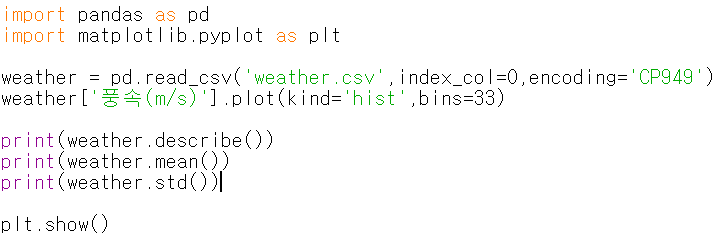 import pandas as pd
import matplotlib.pyplot as plt
weather = pd.read_csv('weather.csv',index_col=0,encoding='CP949')
weather['풍속(m/s)'].plot(kind='hist',bins=33)
print(weather.describe())
print(weather.mean())
print(weather.std())
plt.show()